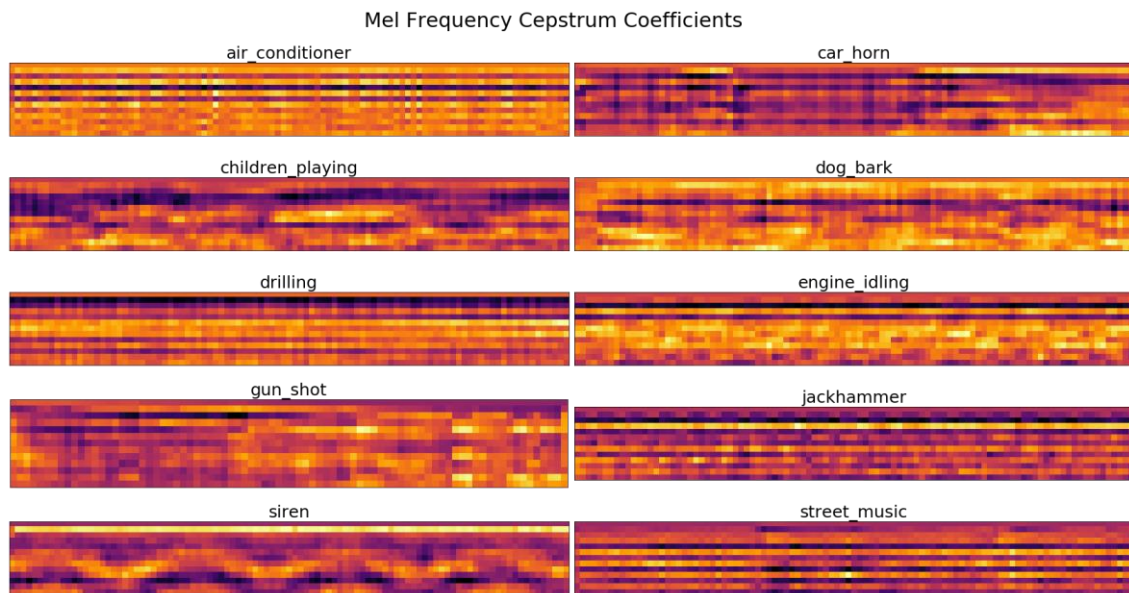 Mel Frequency Cepstrum Coefficients
air_conditioner
car_horn
children_playing
dog_bark
drilling
engine_idling
gun_shot
jackhammer
siren
street_music